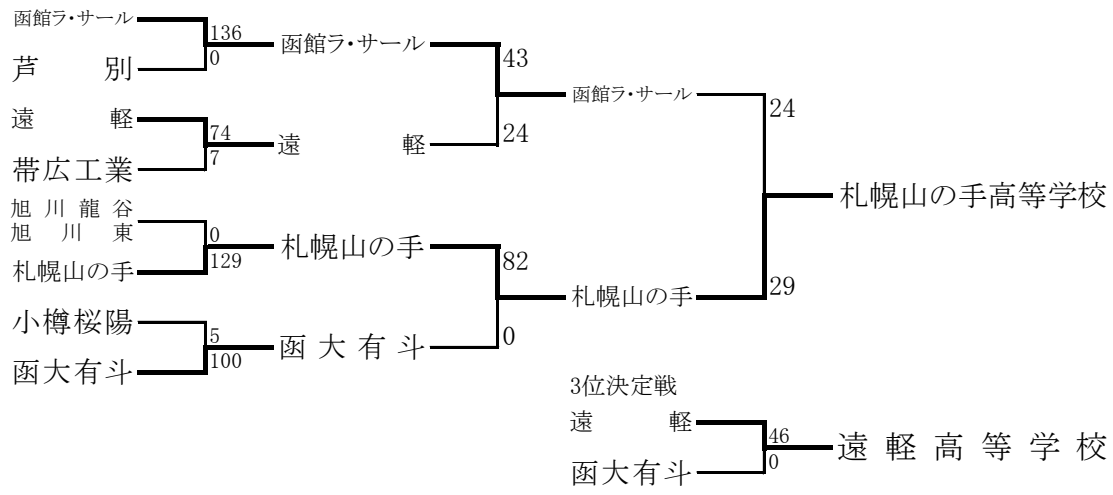 函館ラ・サール
136
0
芦別
函館ラ・サール
43
24
遠軽
74
7
帯広工業
遠軽
函館ラ・サール
24
旭川龍谷
旭川東
0
129
札幌山の手
札幌山の手
82
0
小樽桜陽
5
100
函大有斗
函大有斗
札幌山の手
29
札幌山の手高等学校
3位決定戦
遠軽
46
0
函大有斗
遠軽高等学校